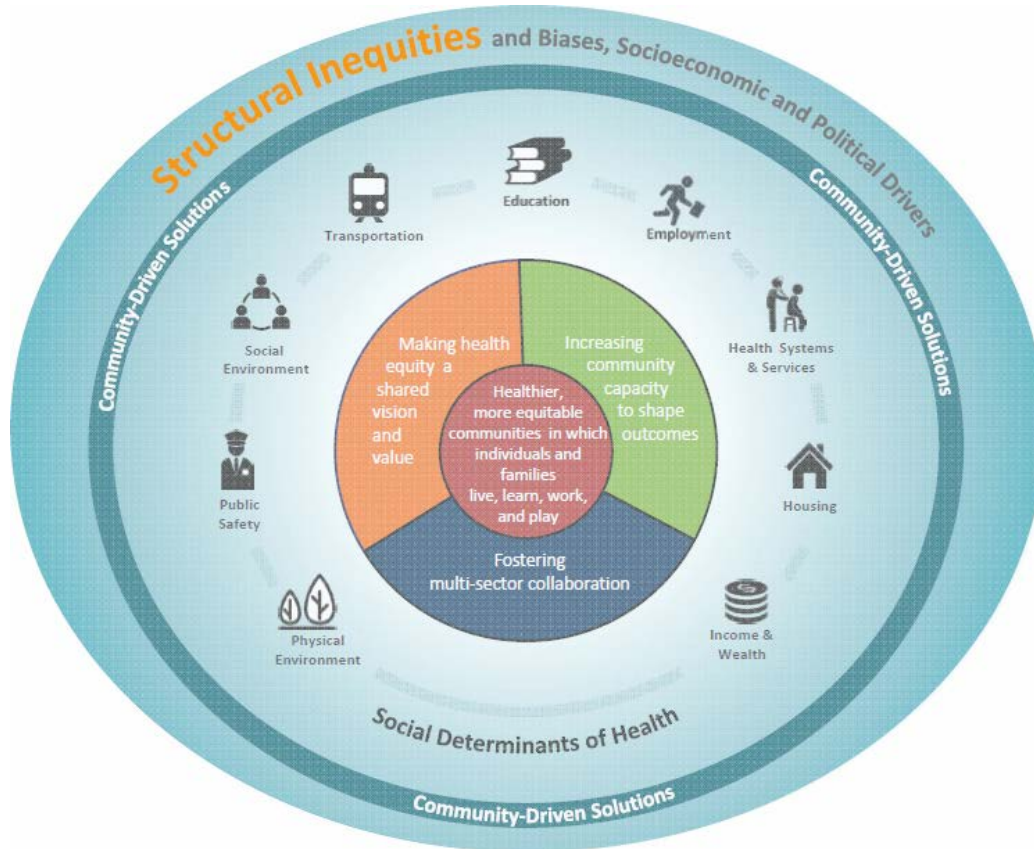 Structural Inequities and Biases, Socioeconomic and Political Drivers
Community-Driven Solutions
Community-Driven Solutions
Education
Transportation
Employment
Social
Environment
Health Systems
& Services
Public
Safety
Housing
Physical
Environment
Income &
Wealth
Making health
equity a
shared
vision
and
value
Increasing
community
capacity
to shape
outcomes
Healthier,
more equitable
communities in which
individuals and
families
live, learn, work,
and play
Fostering
multi-sector collaboration
Social Determinants of Health
Community-Driven Solutions